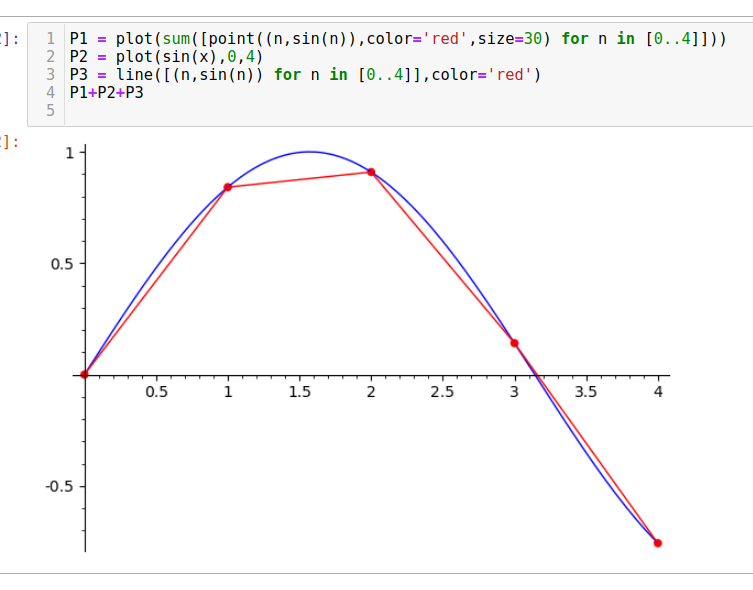 2]:
1 P1 = plot(sum([point((n,sin(n)),color='red',size=30) for n in [0..4]]))
2 P2 = plot(sin(x),0,4)
3 P3 = line([(n,sin(n)) for n in [0..4]],color='red')
4 P1+P2+P3
5
2]:
1
0.5
0.5 1 1.5 2 2.5 3 3.5 4
-0.5